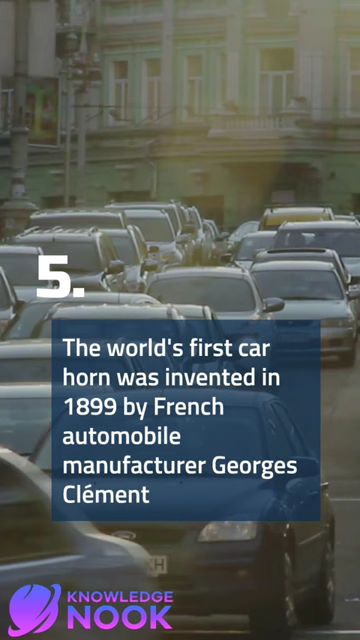 5.
The world's first car
horn was invented in
1899 by French
automobile
manufacturer Georges
Clément
KNOWLEDGE
NOOK